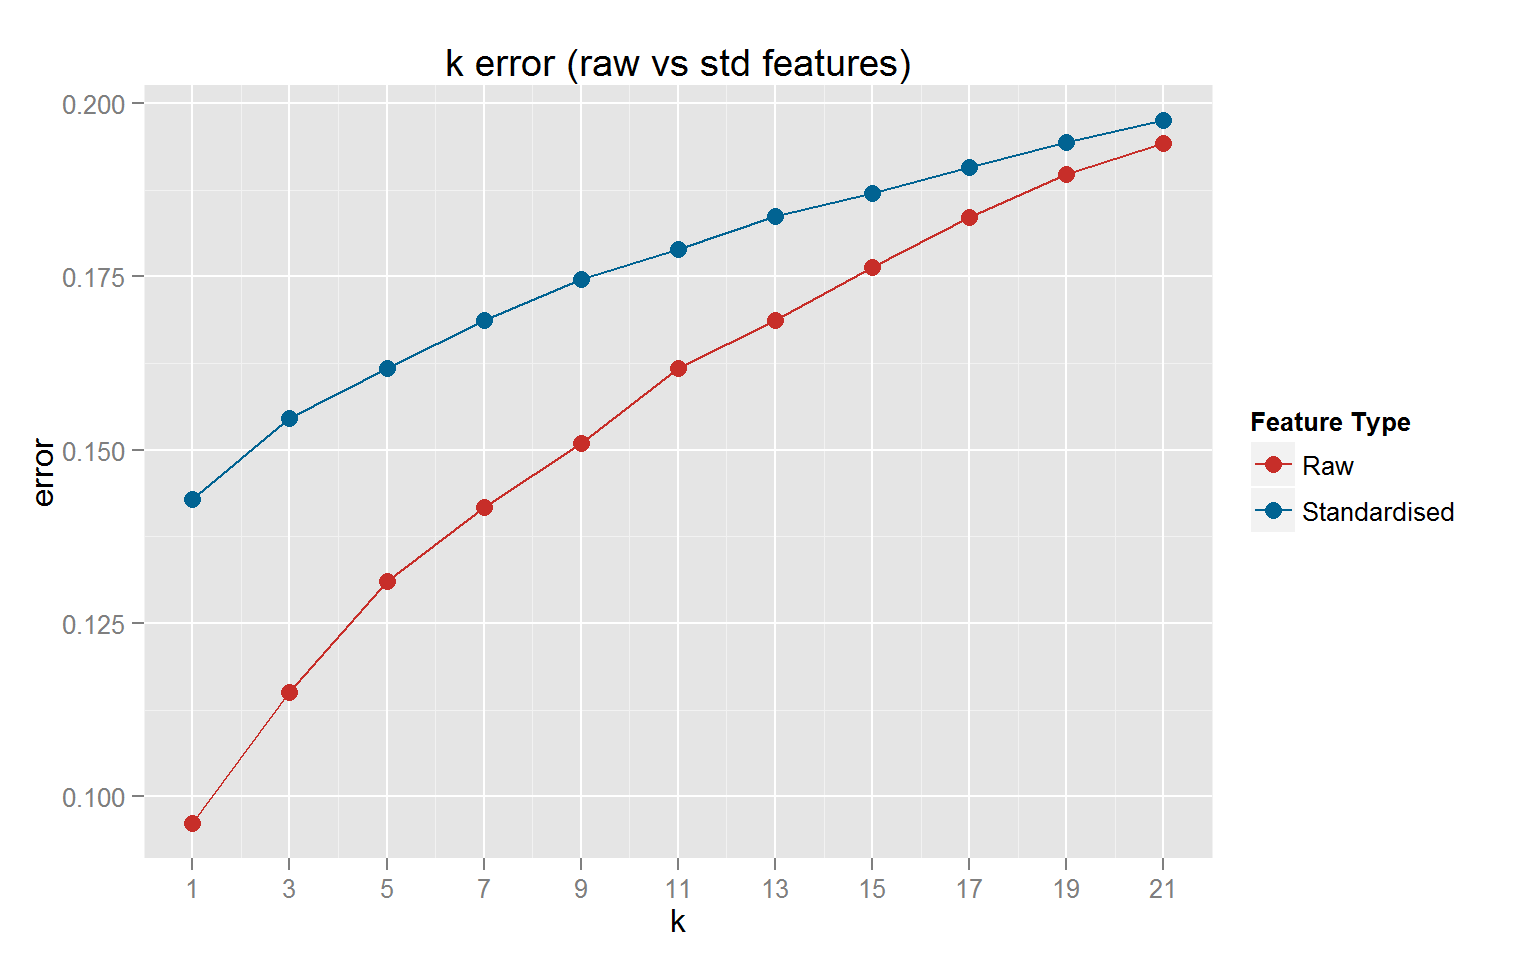 k error (raw vs std features)
0.200
0.175
0.150
0.125
0.100
error
1 3 5 7 9 11 13 15 17 19 21
k
Feature Type
Raw
Standardised